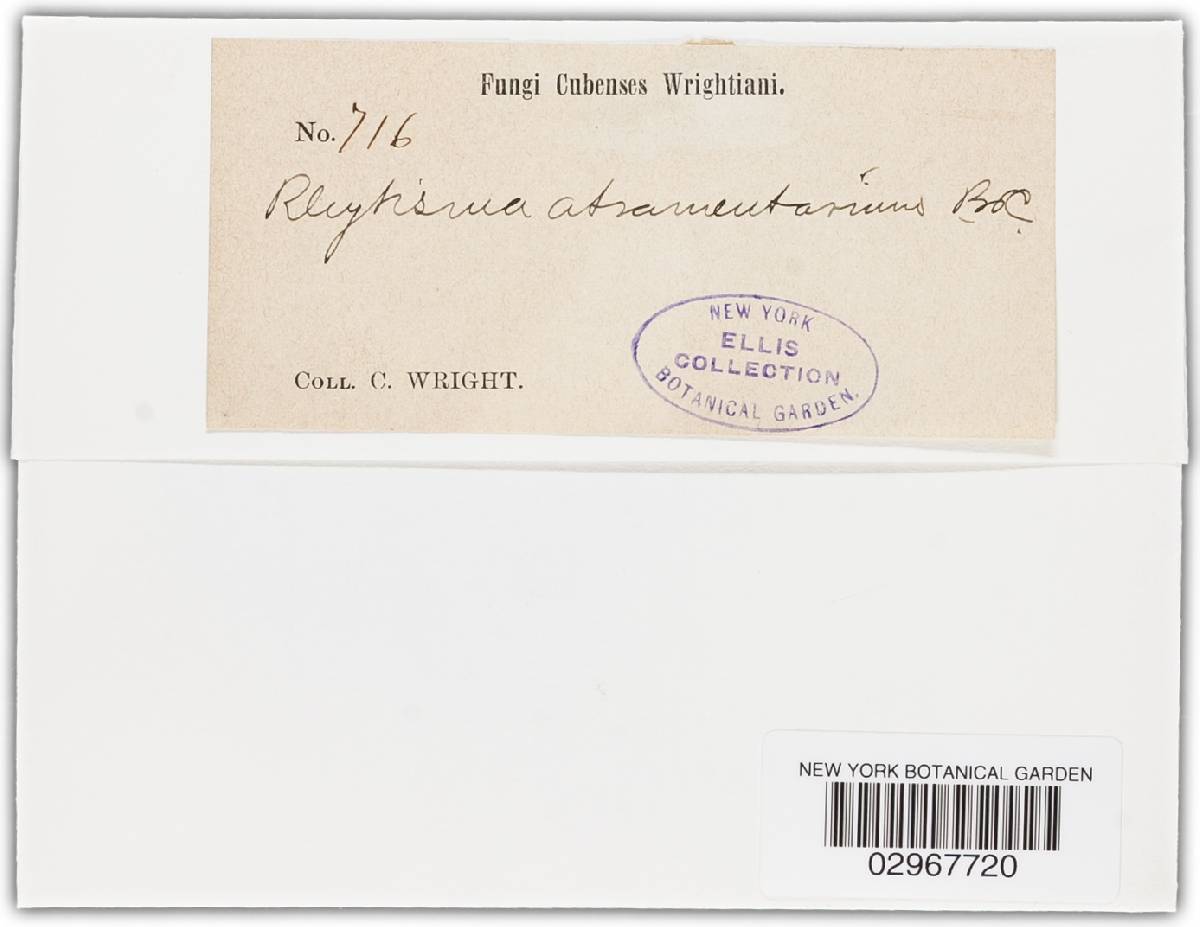 Fungi Cubenses Wrightiani.
No. 716
Rhytisma atramentarium B&C.
COLL. C. WRIGHT.
NEW YORK
ELLIS
COLLECTION
BOTANICAL GARDEN.
NEW YORK BOTANICAL GARDEN
02967720